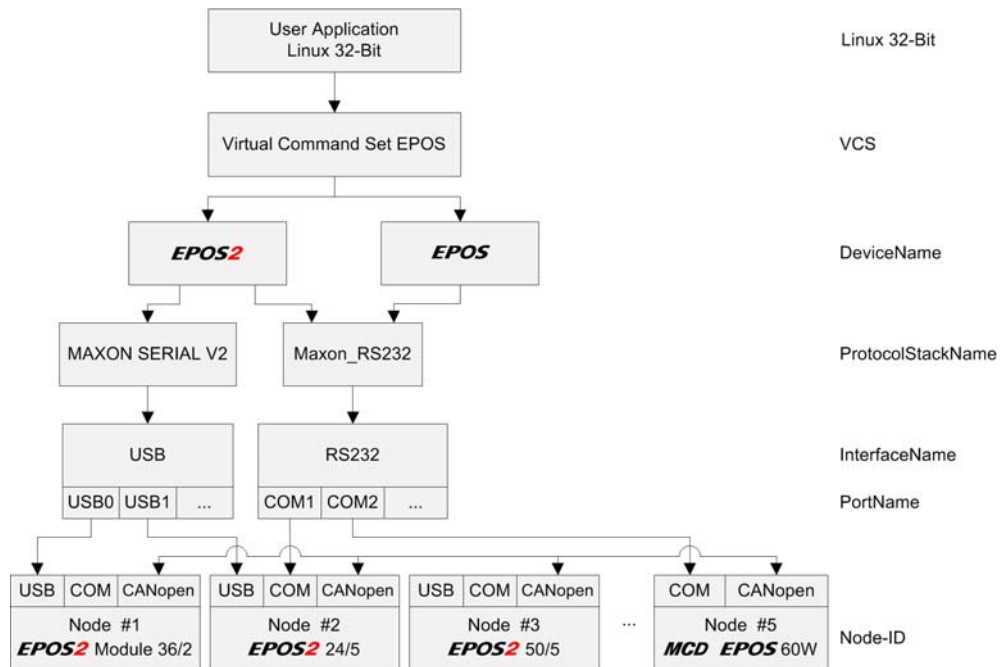 User Application
Linux 32-Bit
Linux 32-Bit
Virtual Command Set EPOS
VCS
EPOS2
EPOS
DeviceName
MAXON SERIAL V2
Maxon_RS232
ProtocolStackName
USB
RS232
InterfaceName
USB0 USB1 ...
COM1 COM2 ...
PortName
USB COM CANopen
USB COM CANopen
USB COM CANopen
COM CANopen
Node #1
EPOS2 Module 36/2
Node #2
EPOS2 24/5
Node #3
EPOS2 50/5
...
Node #5
MCD EPOS 60W
Node-ID